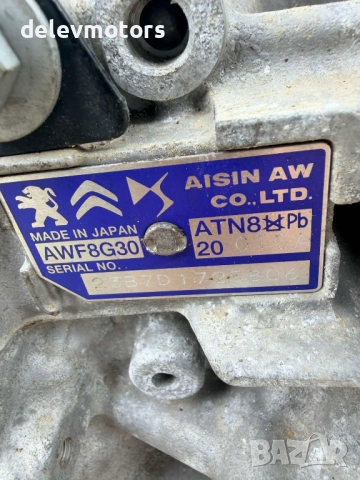 delevmotors
AISIN AW
CO.,LTD.
MADE IN JAPAN
AWF8G30
SERIAL NO.
ATN8 Pb
20 C
BAZAR